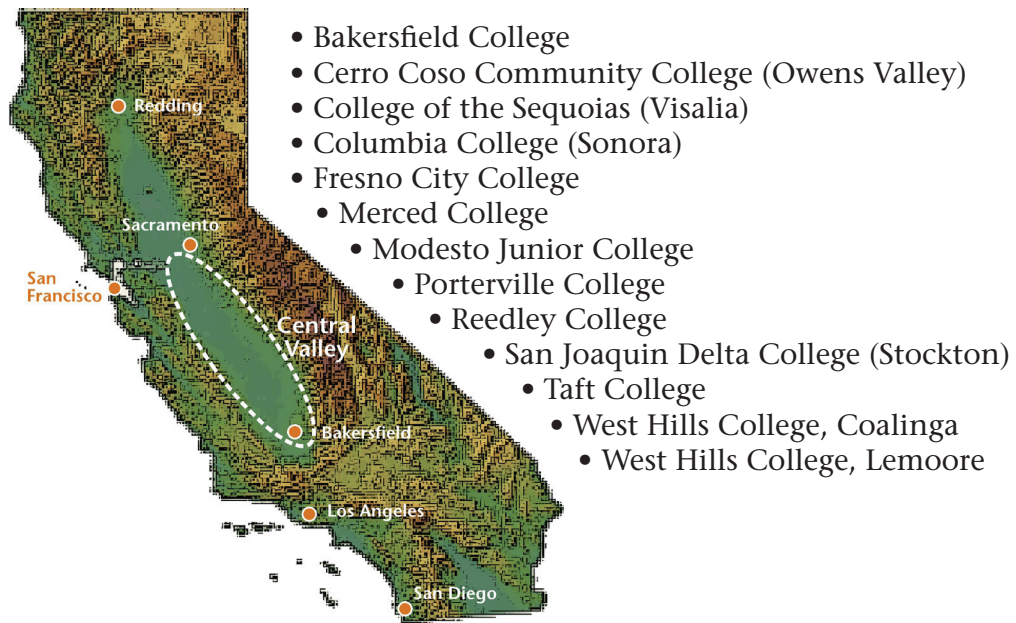 • Bakersfield College
• Cerro Coso Community College (Owens Valley)
• College of the Sequoias (Visalia)
• Columbia College (Sonora)
• Fresno City College
• Merced College
• Modesto Junior College
• Porterville College
• Reedley College
• San Joaquin Delta College (Stockton)
• Taft College
• West Hills College, Coalinga
• West Hills College, Lemoore
Redding
Sacramento
San
Francisco
Central
Valley
Bakersfield
Los Angeles
San Diego